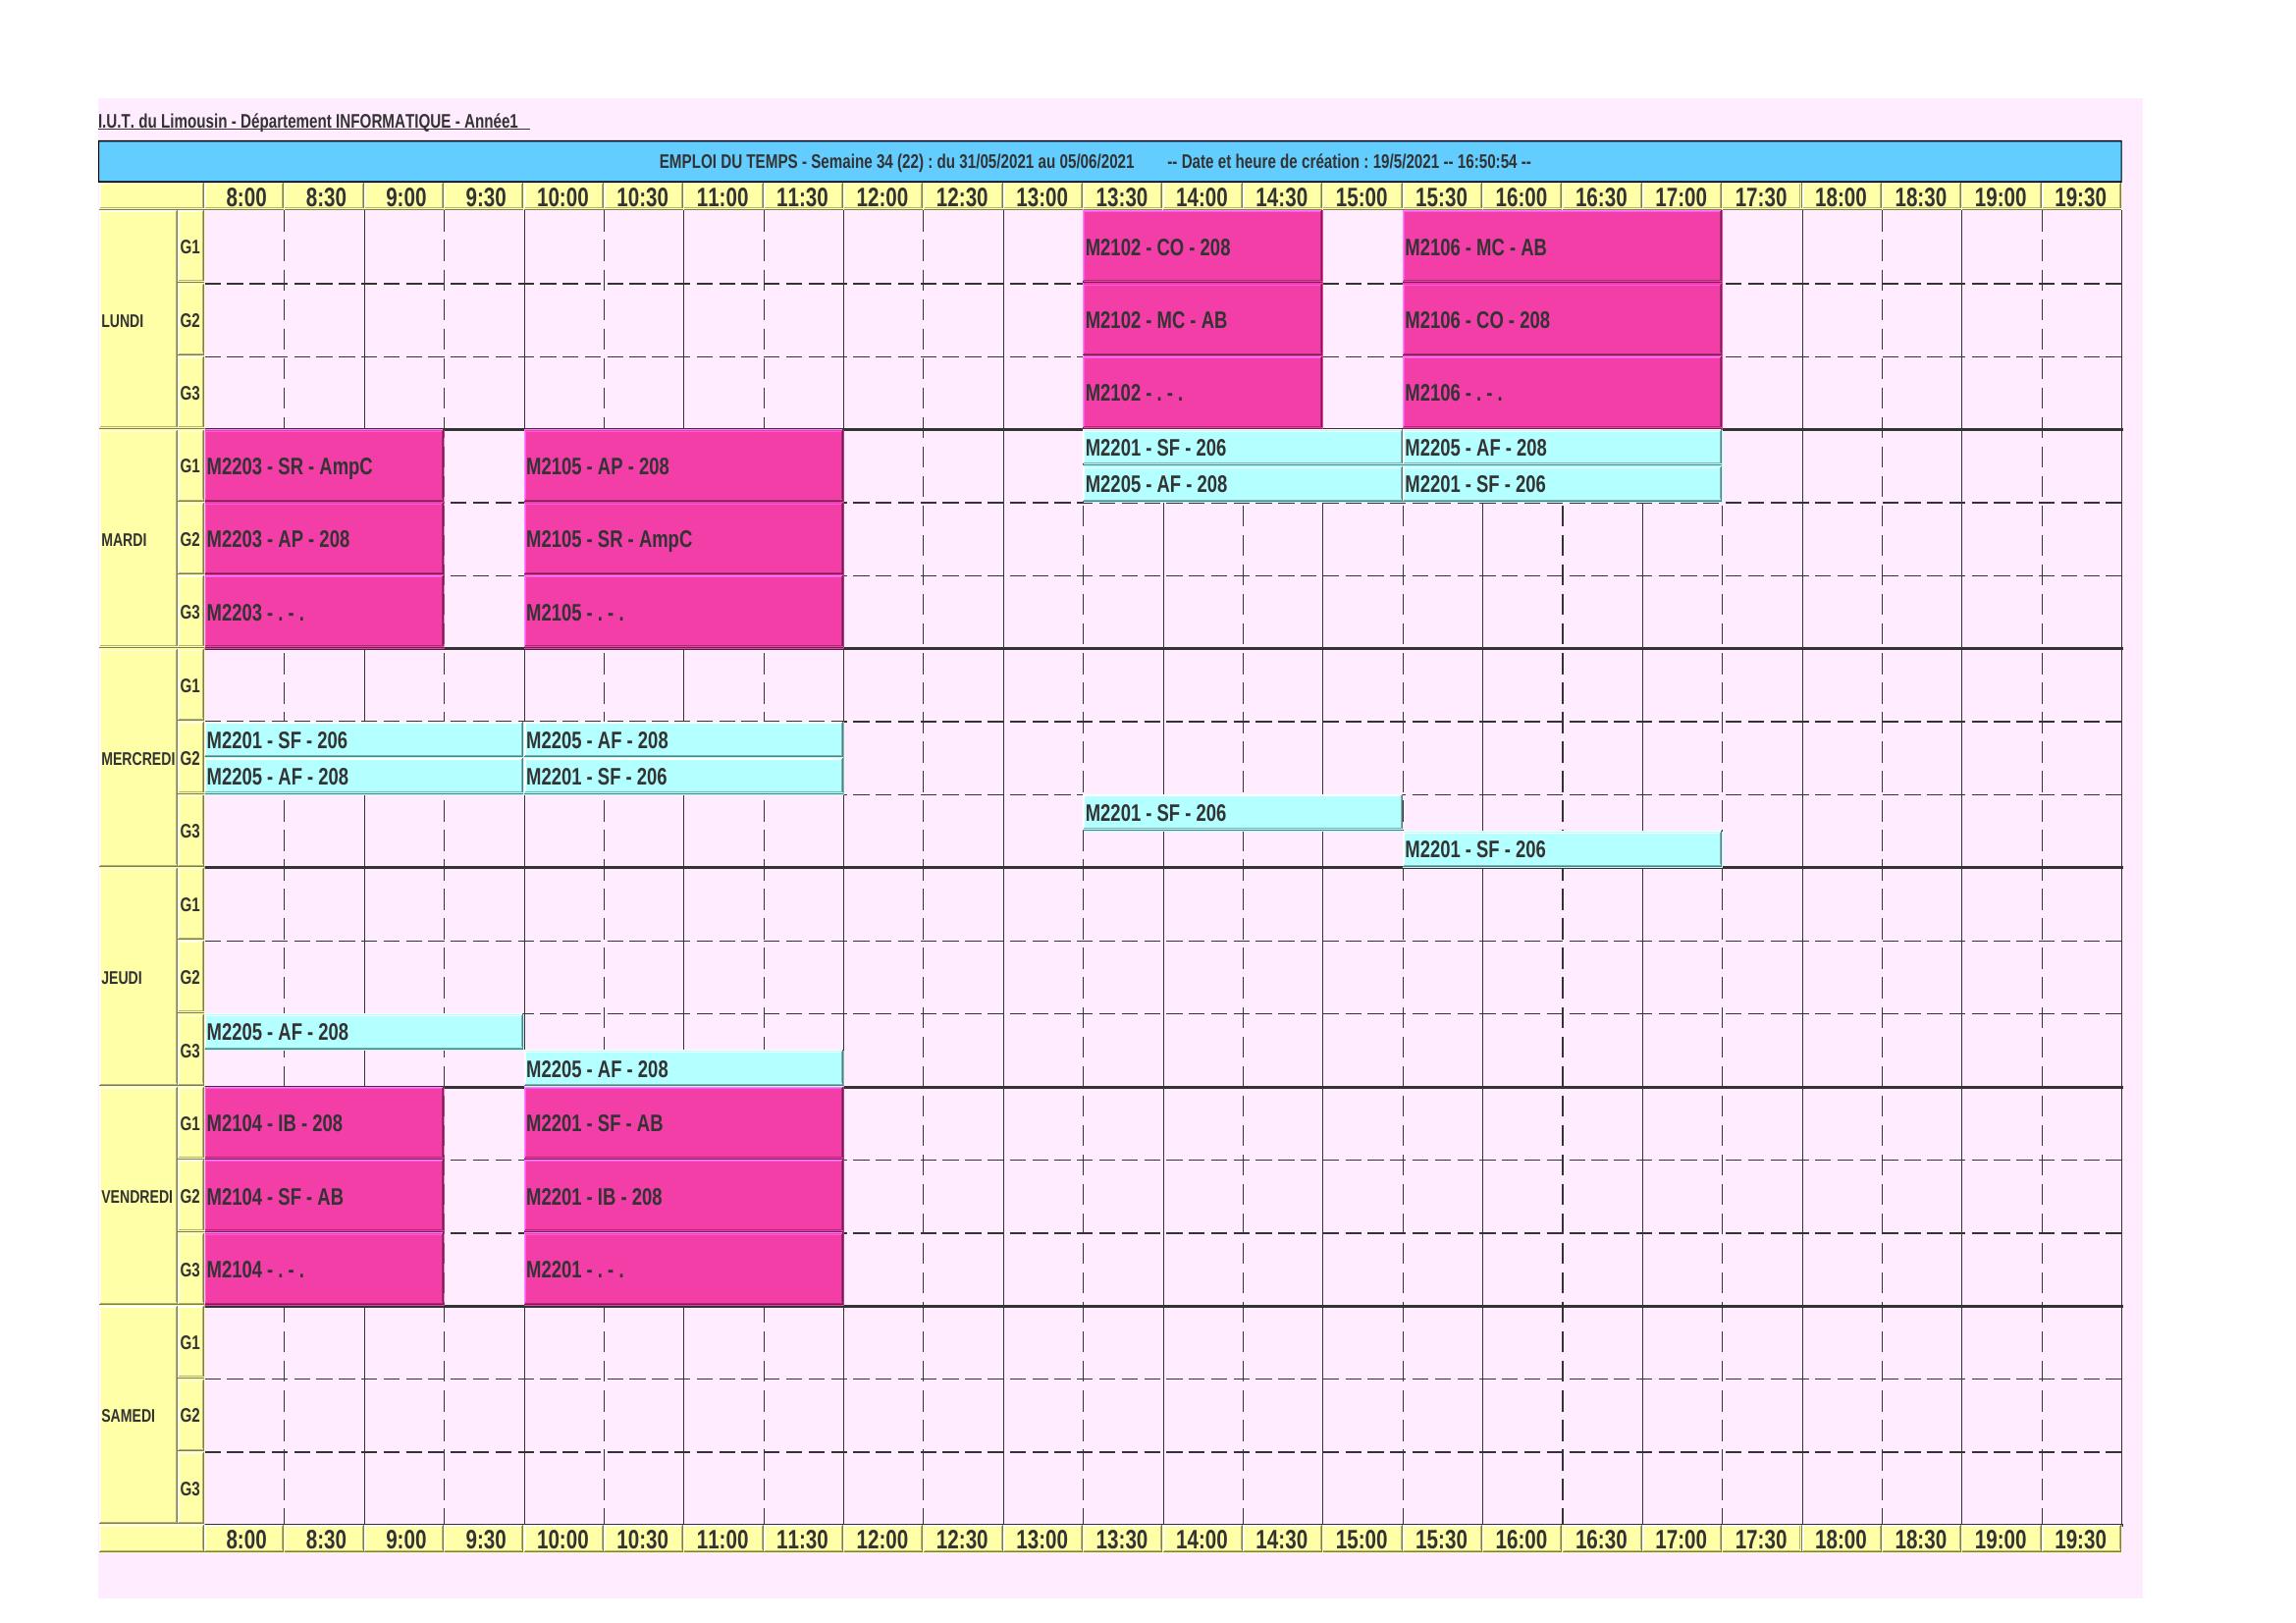 I.U.T. du Limousin - Département INFORMATIQUE - Année1
EMPLOI DU TEMPS - Semaine 34 (22) : du 31/05/2021 au 05/06/2021 -- Date et heure de création : 19/5/2021 -- 16:50:54 --
8:00 8:30 9:00 9:30 10:00 10:30 11:00 11:30 12:00 12:30 13:00 13:30 14:00 14:30 15:00 15:30 16:00 16:30 17:00 17:30 18:00 18:30 19:00 19:30
G1 M2102 - CO - 208 M2106 - MC - AB
LUNDI G2 M2102 - MC - AB M2106 - CO - 208
G3 M2102 - . - . M2106 - . - .
M2201 - SF - 206 M2205 - AF - 208
G1 M2203 - SR - AmpC M2105 - AP - 208
M2205 - AF - 208 M2201 - SF - 206
MARDI G2 M2203 - AP - 208 M2105 - SR - AmpC
G3 M2203 - . - . M2105 - . - .
G1
M2201 - SF - 206 M2205 - AF - 208
MERCREDI G2
M2205 - AF - 208 M2201 - SF - 206
M2201 - SF - 206
G3
M2201 - SF - 206
G1
JEUDI G2
M2205 - AF - 208
G3
M2205 - AF - 208
G1 M2104 - IB - 208 M2201 - SF - AB
VENDREDI G2 M2104 - SF - AB M2201 - IB - 208
G3 M2104 - . - . M2201 - . - .
G1
SAMEDI G2
G3
8:00 8:30 9:00 9:30 10:00 10:30 11:00 11:30 12:00 12:30 13:00 13:30 14:00 14:30 15:00 15:30 16:00 16:30 17:00 17:30 18:00 18:30 19:00 19:30